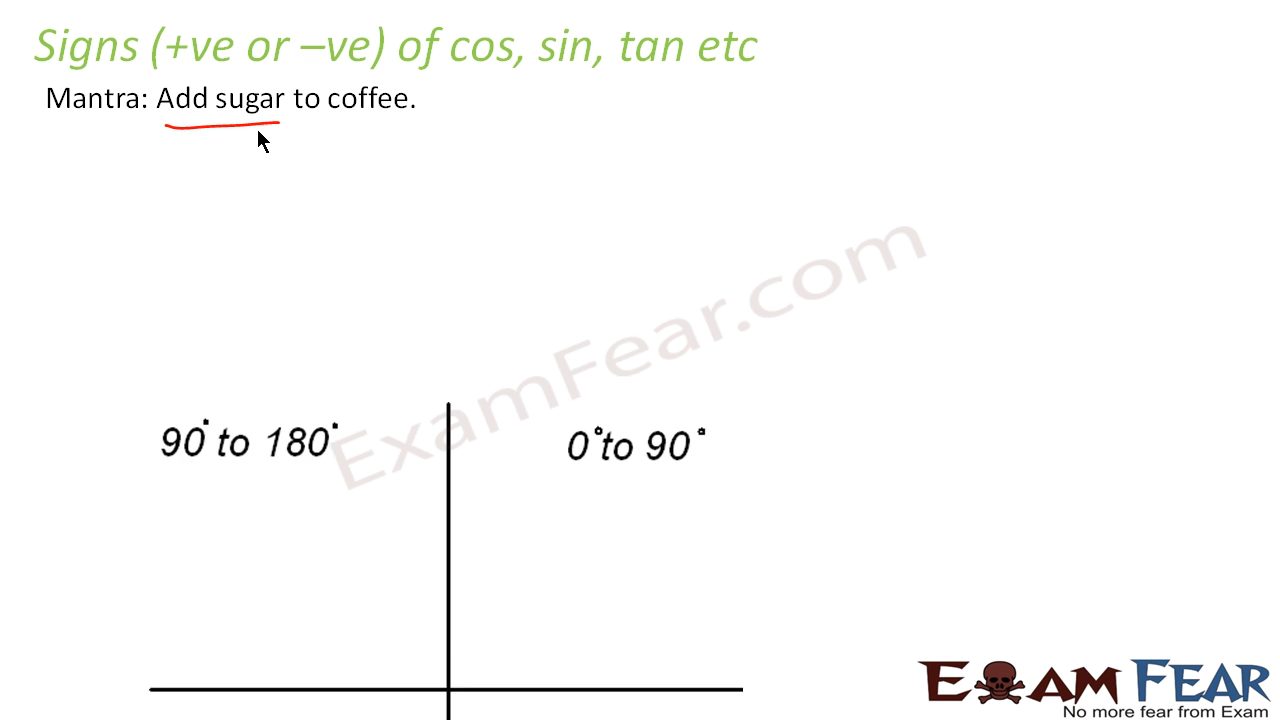 Signs (+ve or –ve) of cos, sin, tan etc
Mantra: Add sugar to coffee.
ExamFear.com
90° to 180°
0° to 90°
EXAM FEAR
No more fear from Exam